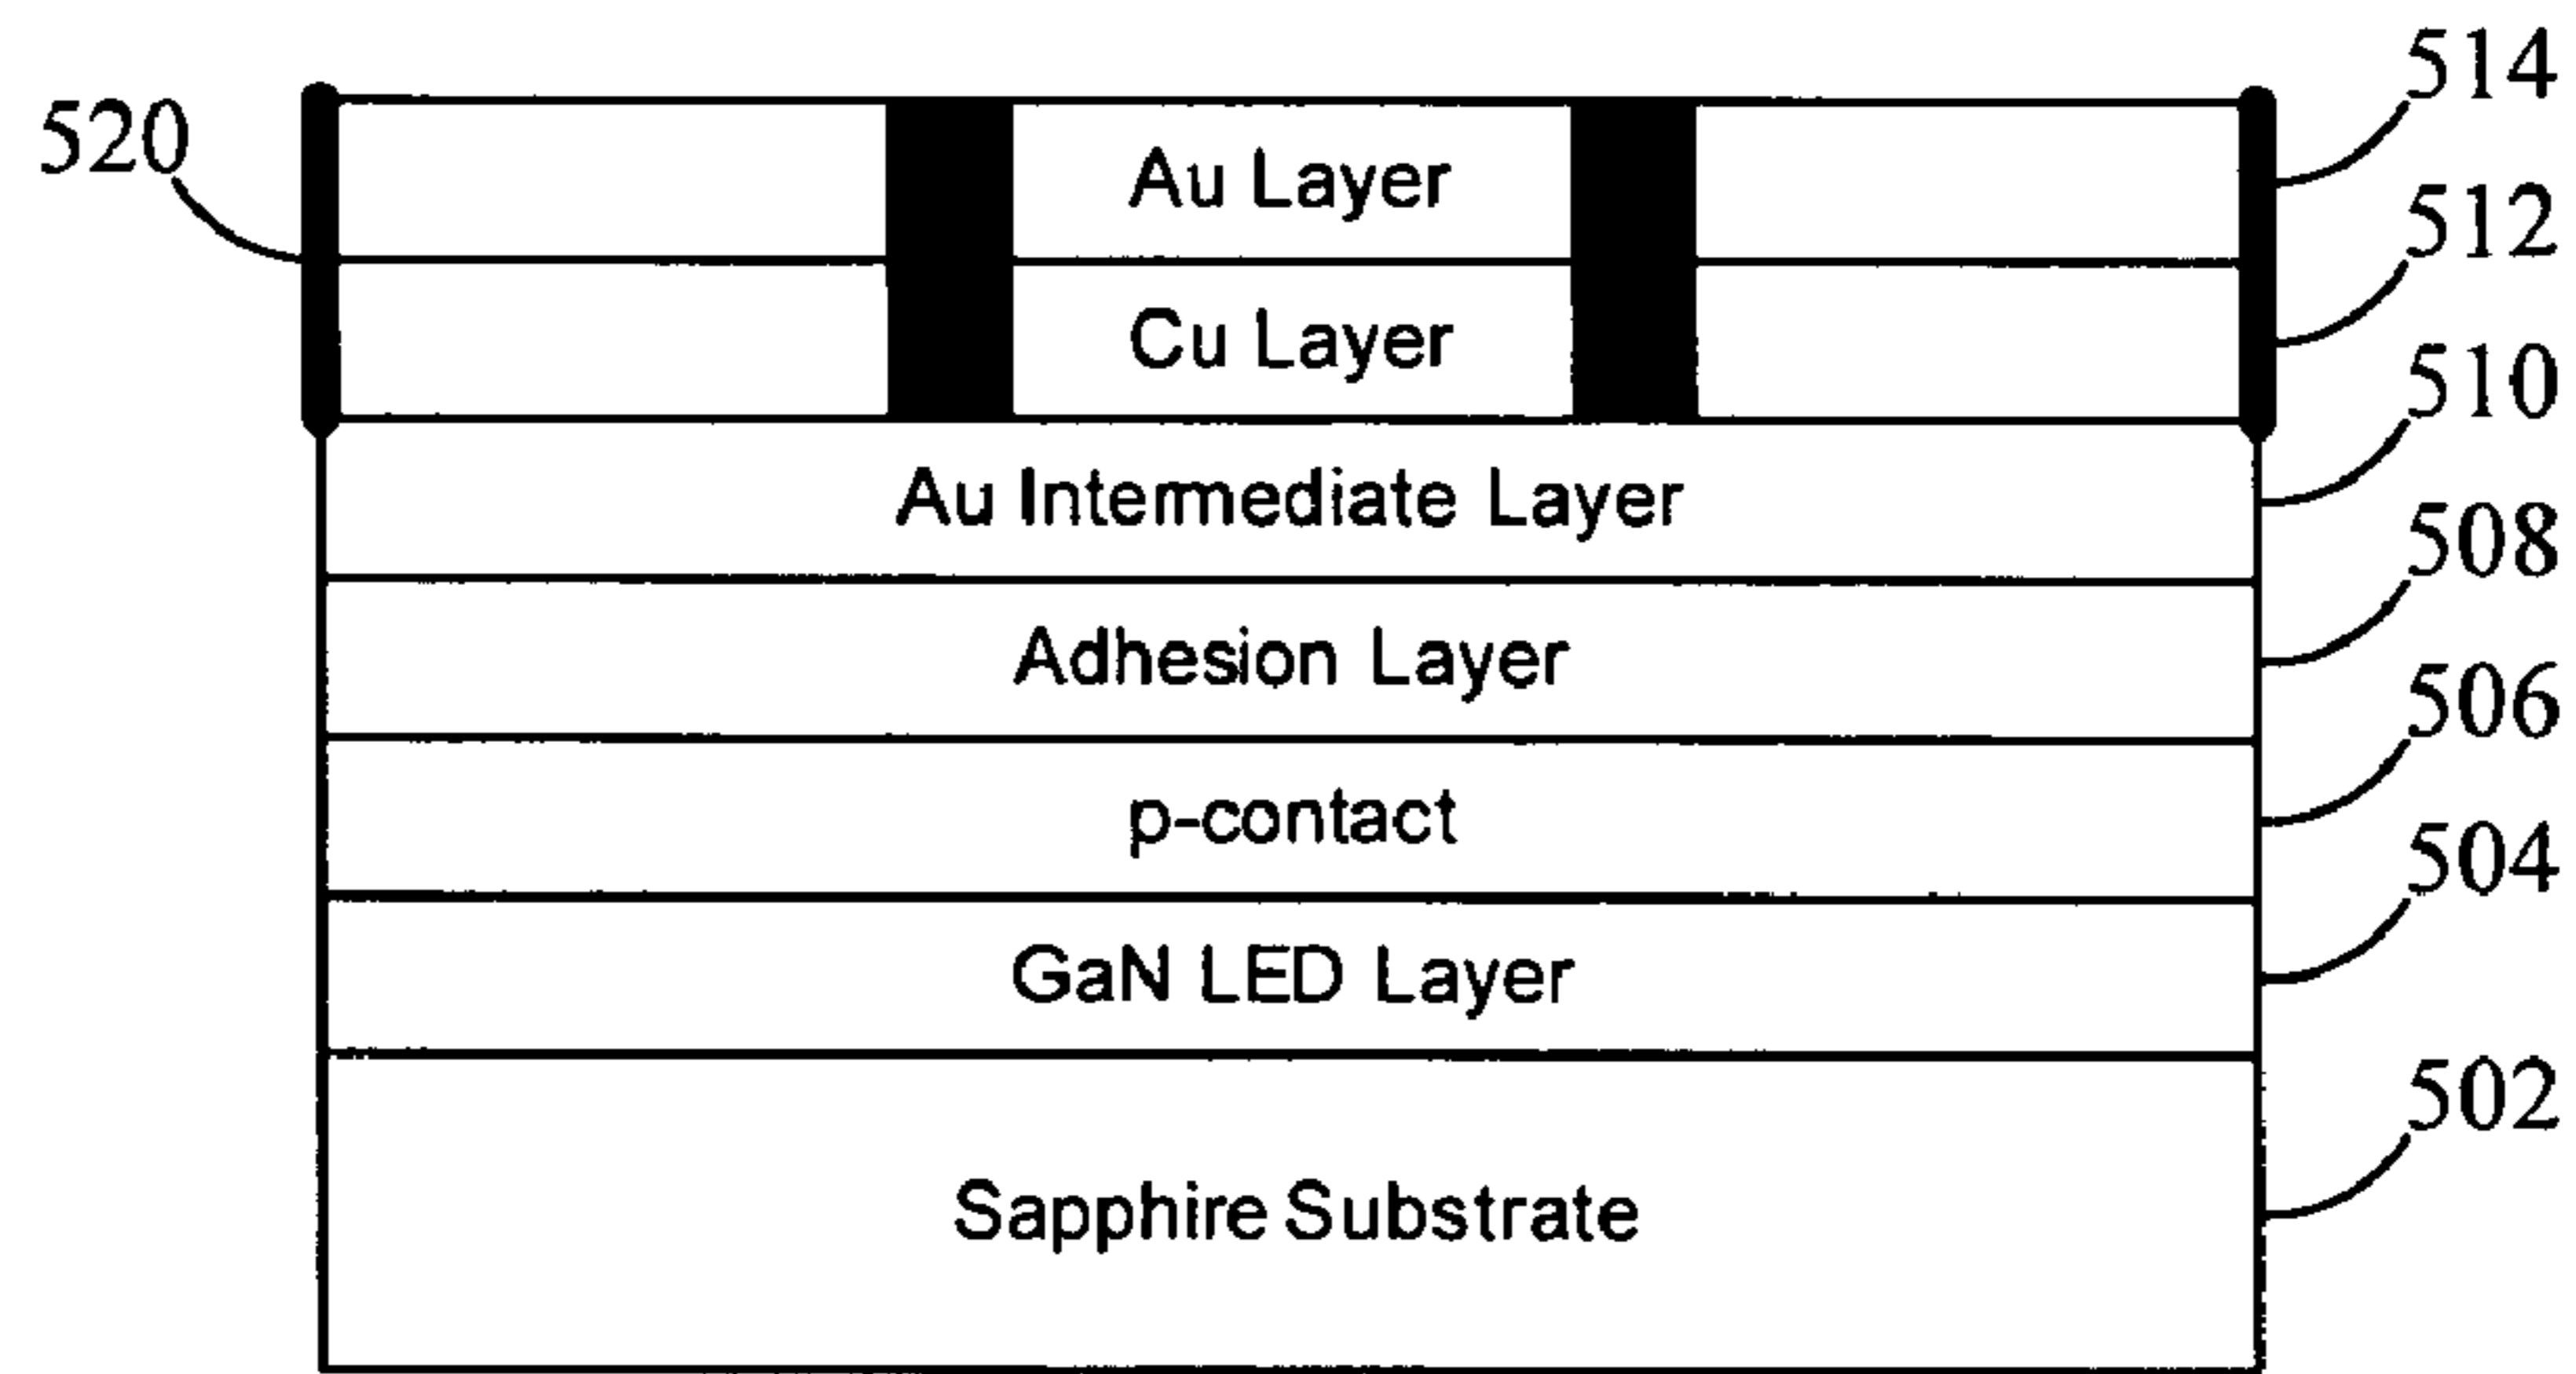 514
520
Au Layer
512
Cu Layer
510
Au Intermediate Layer
508
Adhesion Layer
506
p-contact
504
GaN LED Layer
502
Sapphire Substrate